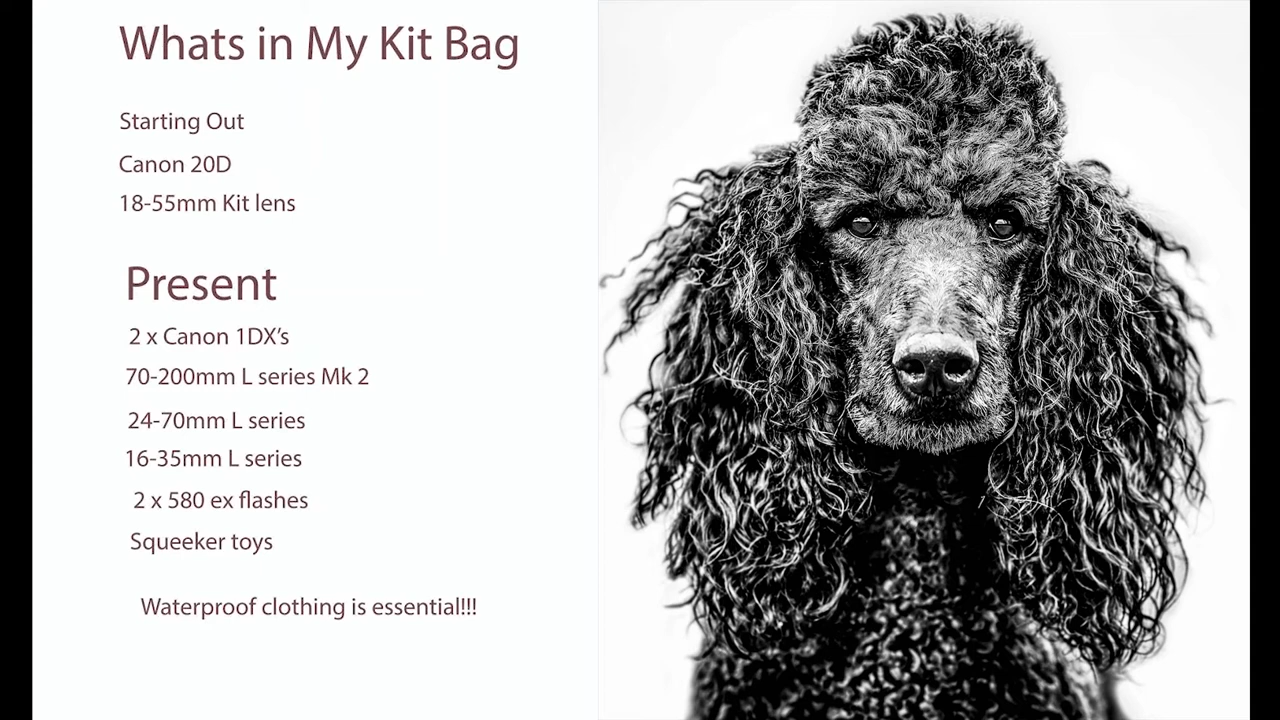 Whats in My Kit Bag
Starting Out
Canon 20D
18-55mm Kit lens
Present
2 x Canon 1DX's
70-200mm L series Mk 2
24-70mm L series
16-35mm L series
2 x 580 ex flashes
Squeeker toys
Waterproof clothing is essential!!!